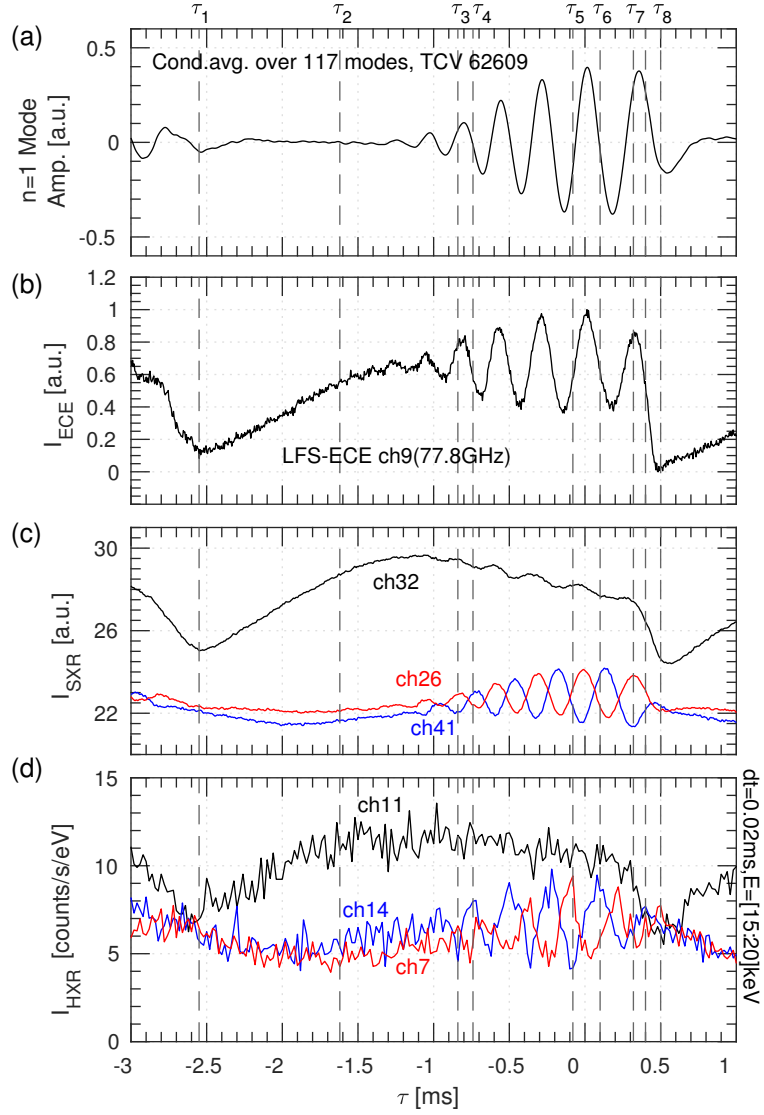 τ1 τ2 τ3 τ4 τ5 τ6 τ7 τ8
(a)
0.5
Cond.avg. over 117 modes, TCV 62609
0
-0.5
n=1 Mode
Amp. [a.u.]
(b)
1.2
1
0.8
0.6
0.4
0.2
0
I_ECE [a.u.]
LFS-ECE ch9(77.8GHz)
(c)
30
26
22
I_SXR [a.u.]
ch32
ch26
ch41
(d)
15
10
5
0
I_HXR [counts/s/eV]
ch11
ch14
ch7
dt=0.02ms,E=[15:20]keV
-3 -2.5 -2 -1.5 -1 -0.5 0 0.5 1
τ [ms]